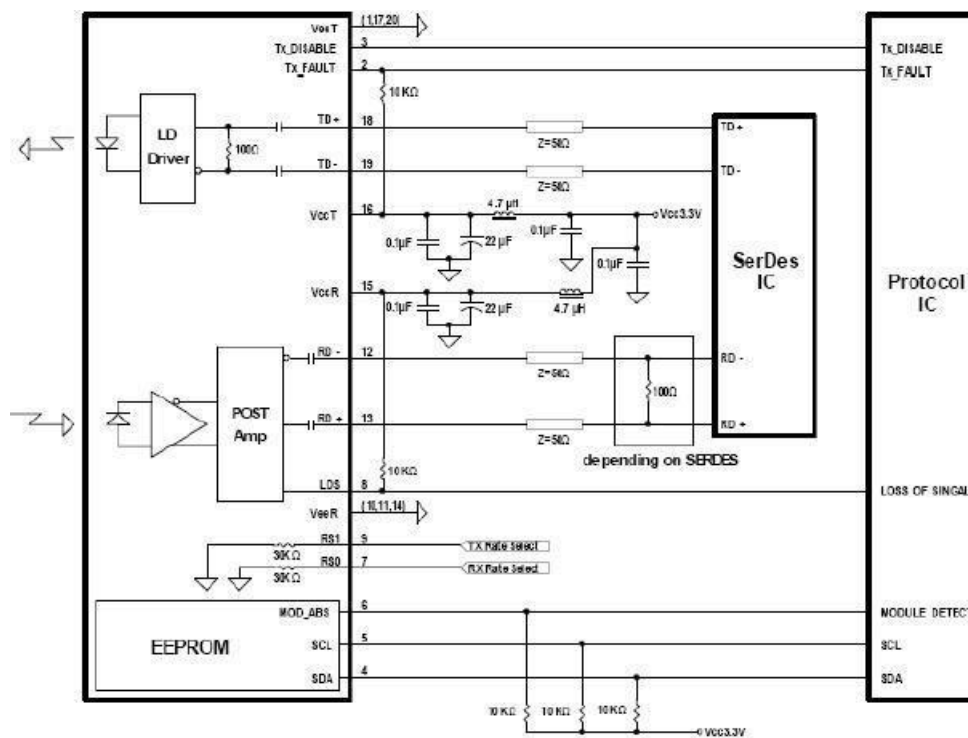 VeeT (1,17,20)
Tx_DISABLE 3 Tx_DISABLE
Tx_FAULT 2 Tx_FAULT
10 KΩ
LD
Driver
100Ω
TD+ 18 Z=50Ω TD+
TD- 19 Z=50Ω TD-
VccT 16 4.7 µH Vcc3.3V
0.1µF 22 µF 0.1µF
0.1µF
VccR 15
0.1µF 22 µF 4.7 µH
SerDes
IC
Protocol
IC
RD - 12 Z=50Ω RD -
100Ω
POST
Amp
RD + 13 Z=50Ω RD +
depending on SERDES
10 KΩ
LOS 8 LOSS OF SINGAL
VeeR (10,11,14)
RS1 9 TX Rate Select
30KΩ
RS0 7 RX Rate Select
30KΩ
EEPROM
MOD_ABS 6 MODULE DETECT
SCL 5 SCL
SDA 4 SDA
10 KΩ 10 KΩ 10 KΩ
Vcc3.3V